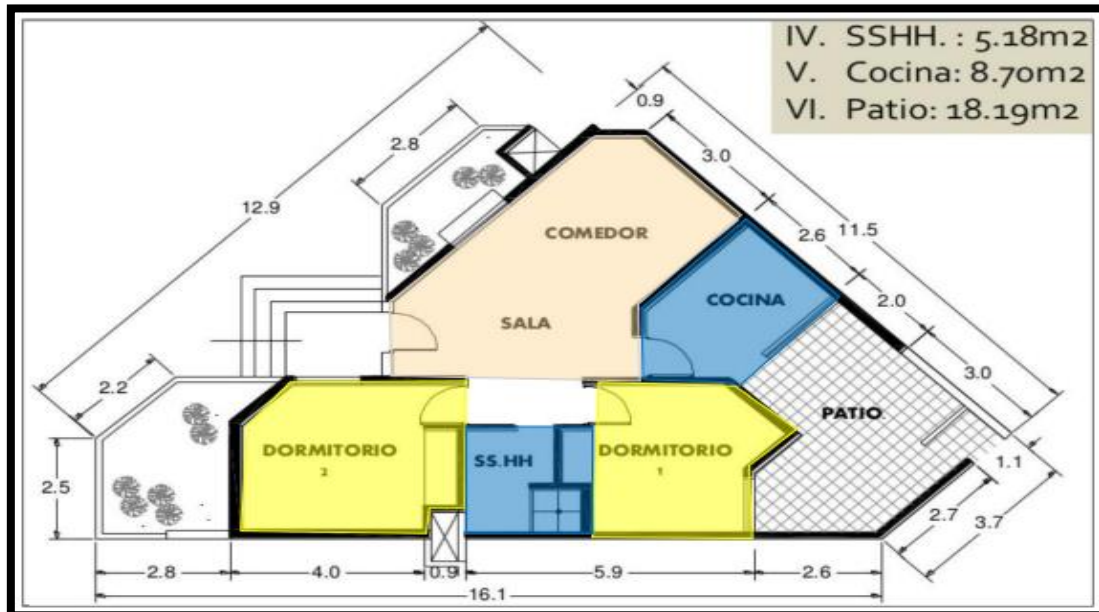 IV. SSHH. : 5.18m2
V. Cocina: 8.70m2
VI. Patio: 18.19m2
0.9
2.8
3.0
12.9
COMEDOR
2.6
11.5
COCINA
SALA
2.0
2.2
3.0
PATIO
DORMITORIO
2
SS.HH
DORMITORIO
1
1.1
2.5
2.7
3.7
2.8
4.0
0.9
5.9
2.6
16.1